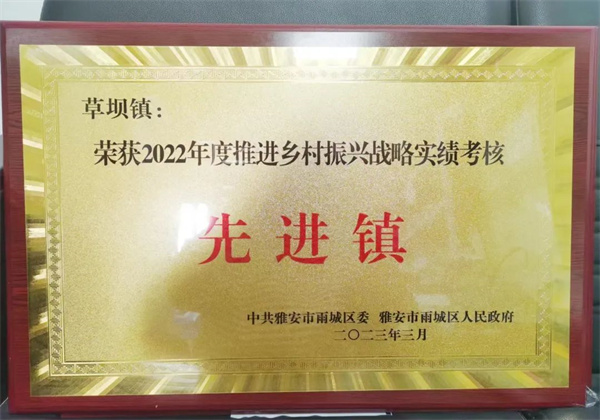 草坝镇：
荣获2022年度推进乡村振兴战略实绩考核
先进镇
中共雅安市雨城区委 雅安市雨城区人民政府
二〇二三年三月